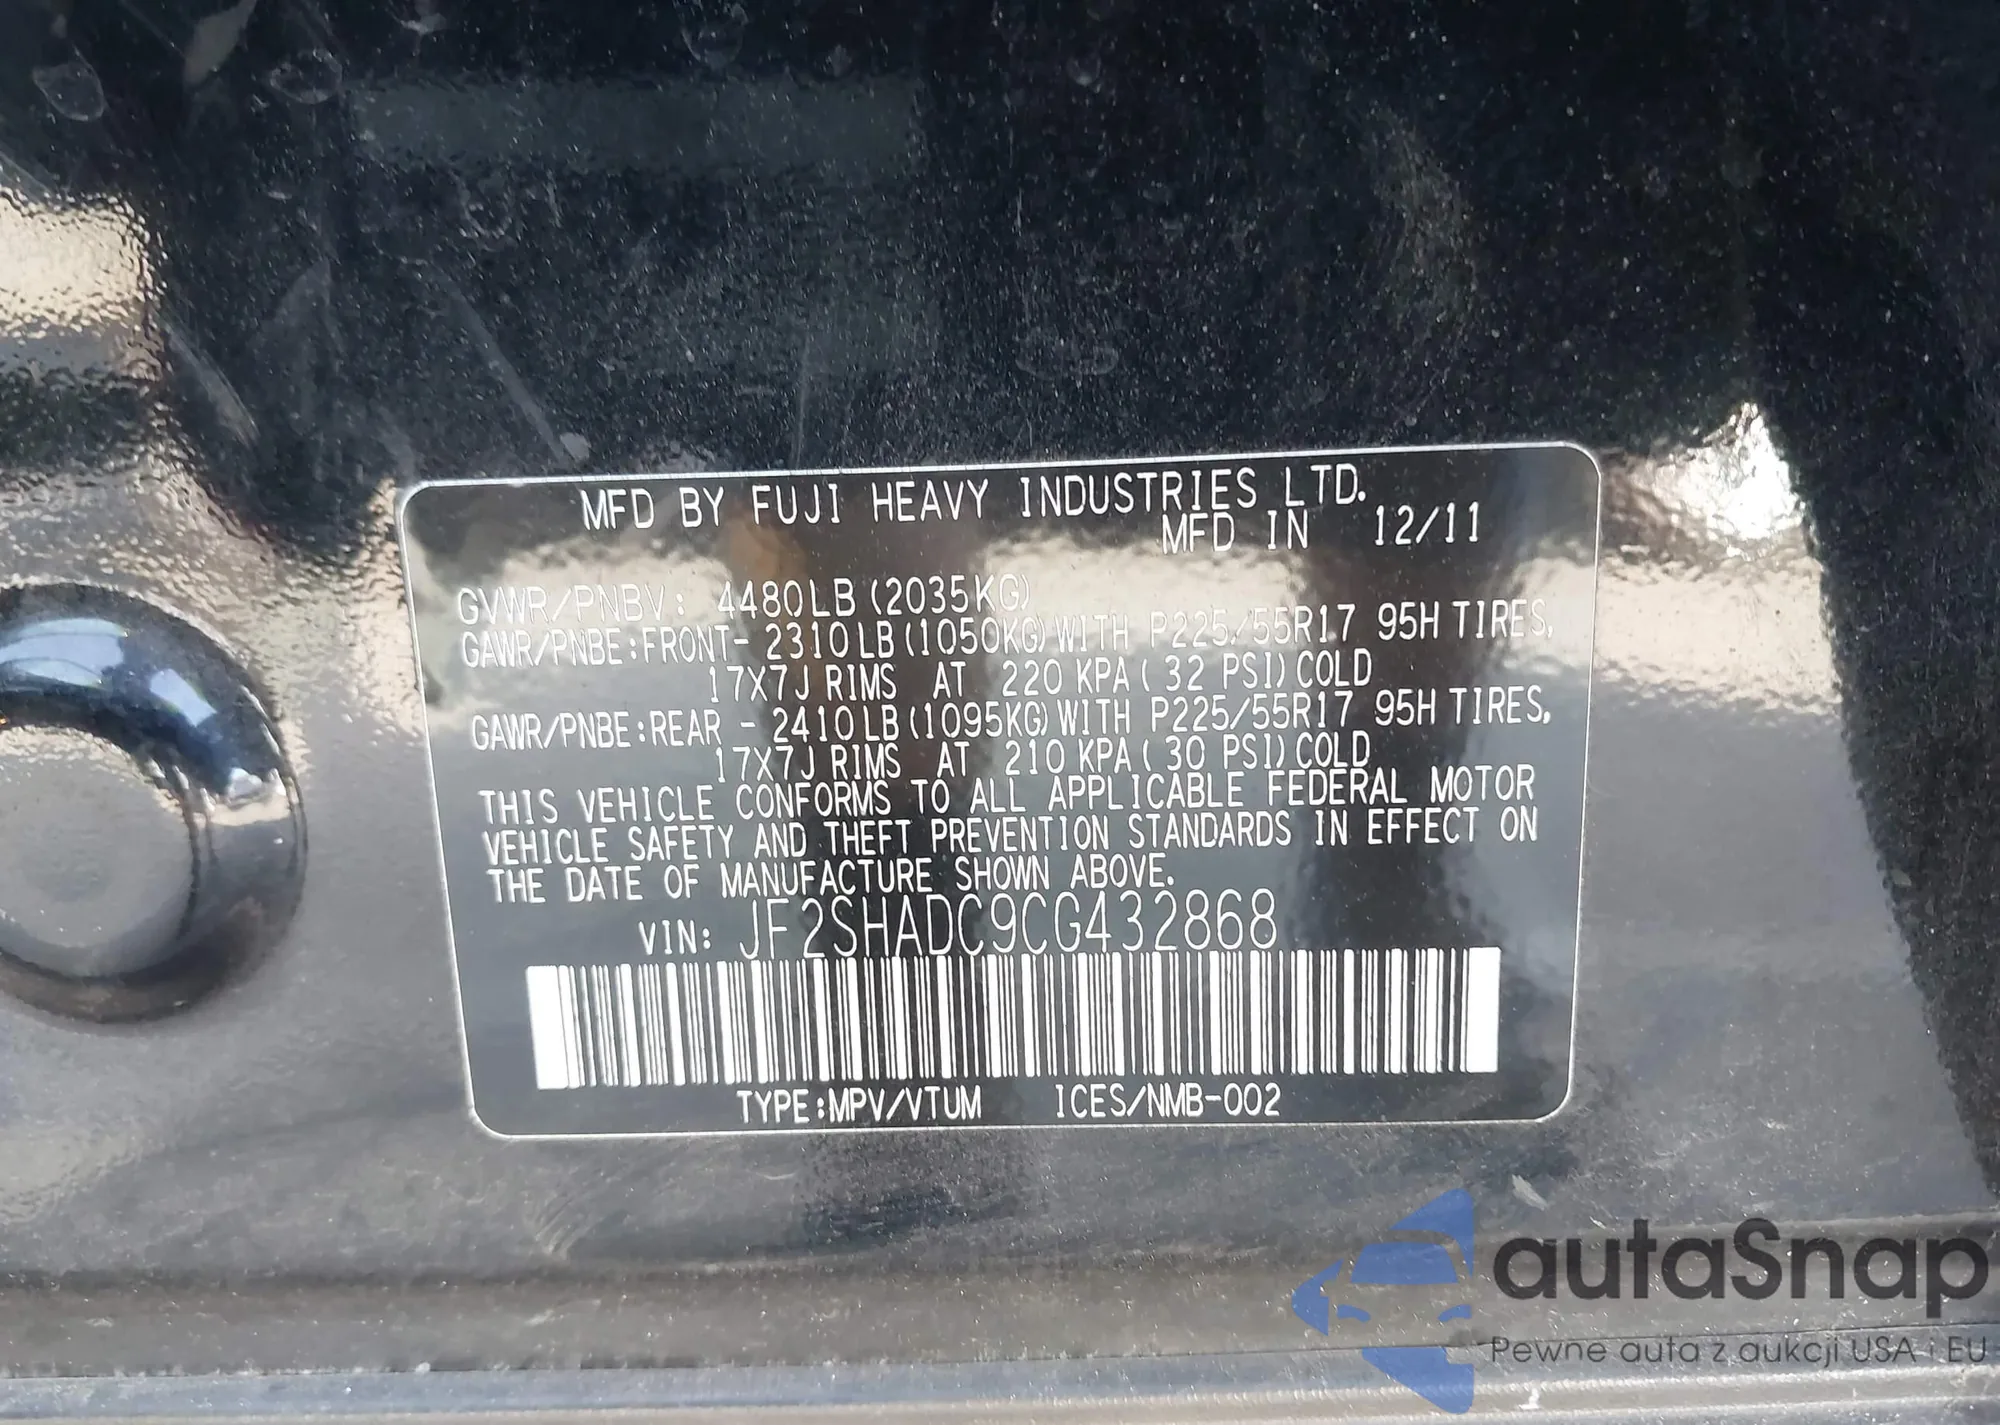 MFD BY FUJI HEAVY INDUSTRIES LTD.
MFD IN 12/11
GVWR/PNBV: 4480LB (2035KG)
GAWR/PNBE:FRONT- 2310LB (1050KG) WITH P225/55R17 95H TIRES,
17X7J RIMS AT 220 KPA ( 32 PSI) COLD
GAWR/PNBE:REAR - 2410LB (1095KG) WITH P225/55R17 95H TIRES,
17X7J RIMS AT 210 KPA ( 30 PSI) COLD
THIS VEHICLE CONFORMS TO ALL APPLICABLE FEDERAL MOTOR
VEHICLE SAFETY AND THEFT PREVENTION STANDARDS IN EFFECT ON
THE DATE OF MANUFACTURE SHOWN ABOVE.
VIN: JF2SHADC9CG432868
TYPE:MPV/VTUM ICES/NMB-002
autaSnap
Pewne auta z aukcji USA i EU